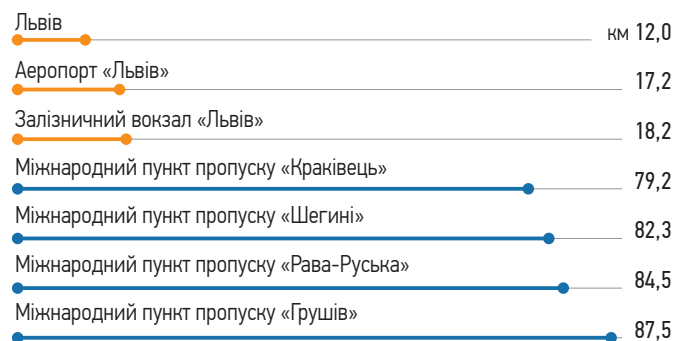 Львів
км 12,0
Аеропорт «Львів»
17,2
Залізничний вокзал «Львів»
18,2
Міжнародний пункт пропуску «Краківець»
79,2
Міжнародний пункт пропуску «Шегині»
82,3
Міжнародний пункт пропуску «Рава-Руська»
84,5
Міжнародний пункт пропуску «Грушів»
87,5